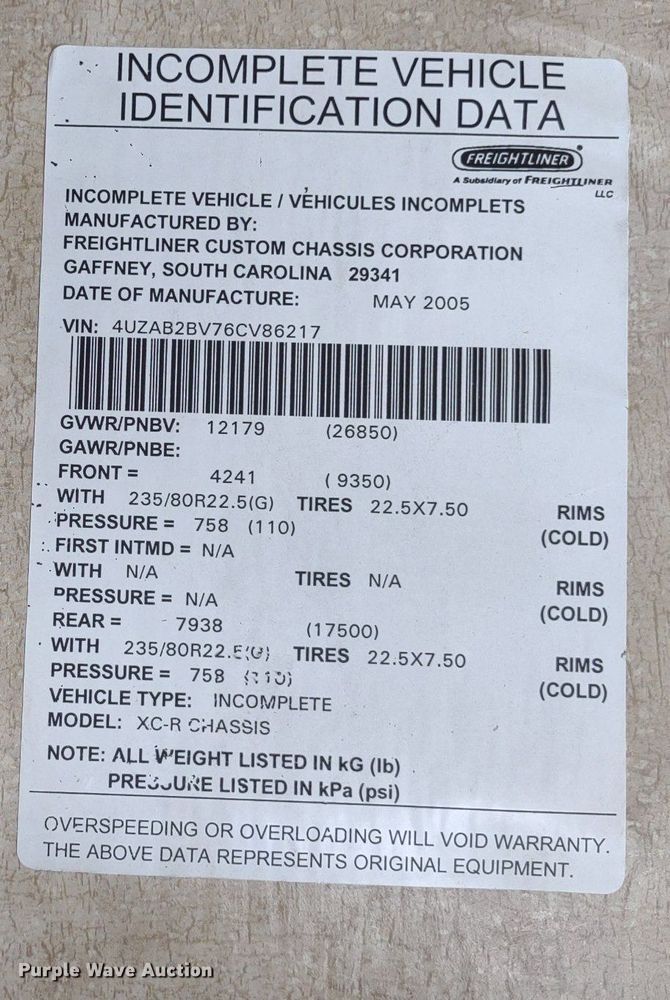 INCOMPLETE VEHICLE
IDENTIFICATION DATA
FREIGHTLINER
A Subsidiary of FREIGHTLINER
LLC
INCOMPLETE VEHICLE / VÉHICULES INCOMPLETS
MANUFACTURED BY:
FREIGHTLINER CUSTOM CHASSIS CORPORATION
GAFFNEY, SOUTH CAROLINA 29341
DATE OF MANUFACTURE: MAY 2005
VIN: 4UZAB2BV76CV86217
GVWR/PNBV: 12179 (26850)
GAWR/PNBE:
FRONT = 4241 ( 9350)
WITH 235/80R22.5(G) TIRES 22.5X7.50 RIMS
PRESSURE = 758 (110) (COLD)
FIRST INTMD = N/A
WITH N/A TIRES N/A RIMS
PRESSURE = N/A (COLD)
REAR = 7938 (17500)
WITH 235/80R22.5(G) TIRES 22.5X7.50 RIMS
PRESSURE = 758 (110) (COLD)
VEHICLE TYPE: INCOMPLETE
MODEL: XC-R CHASSIS
NOTE: ALL WEIGHT LISTED IN kG (lb)
PRESSURE LISTED IN kPa (psi)
OVERSPEEDING OR OVERLOADING WILL VOID WARRANTY.
THE ABOVE DATA REPRESENTS ORIGINAL EQUIPMENT.
Purple Wave Auction